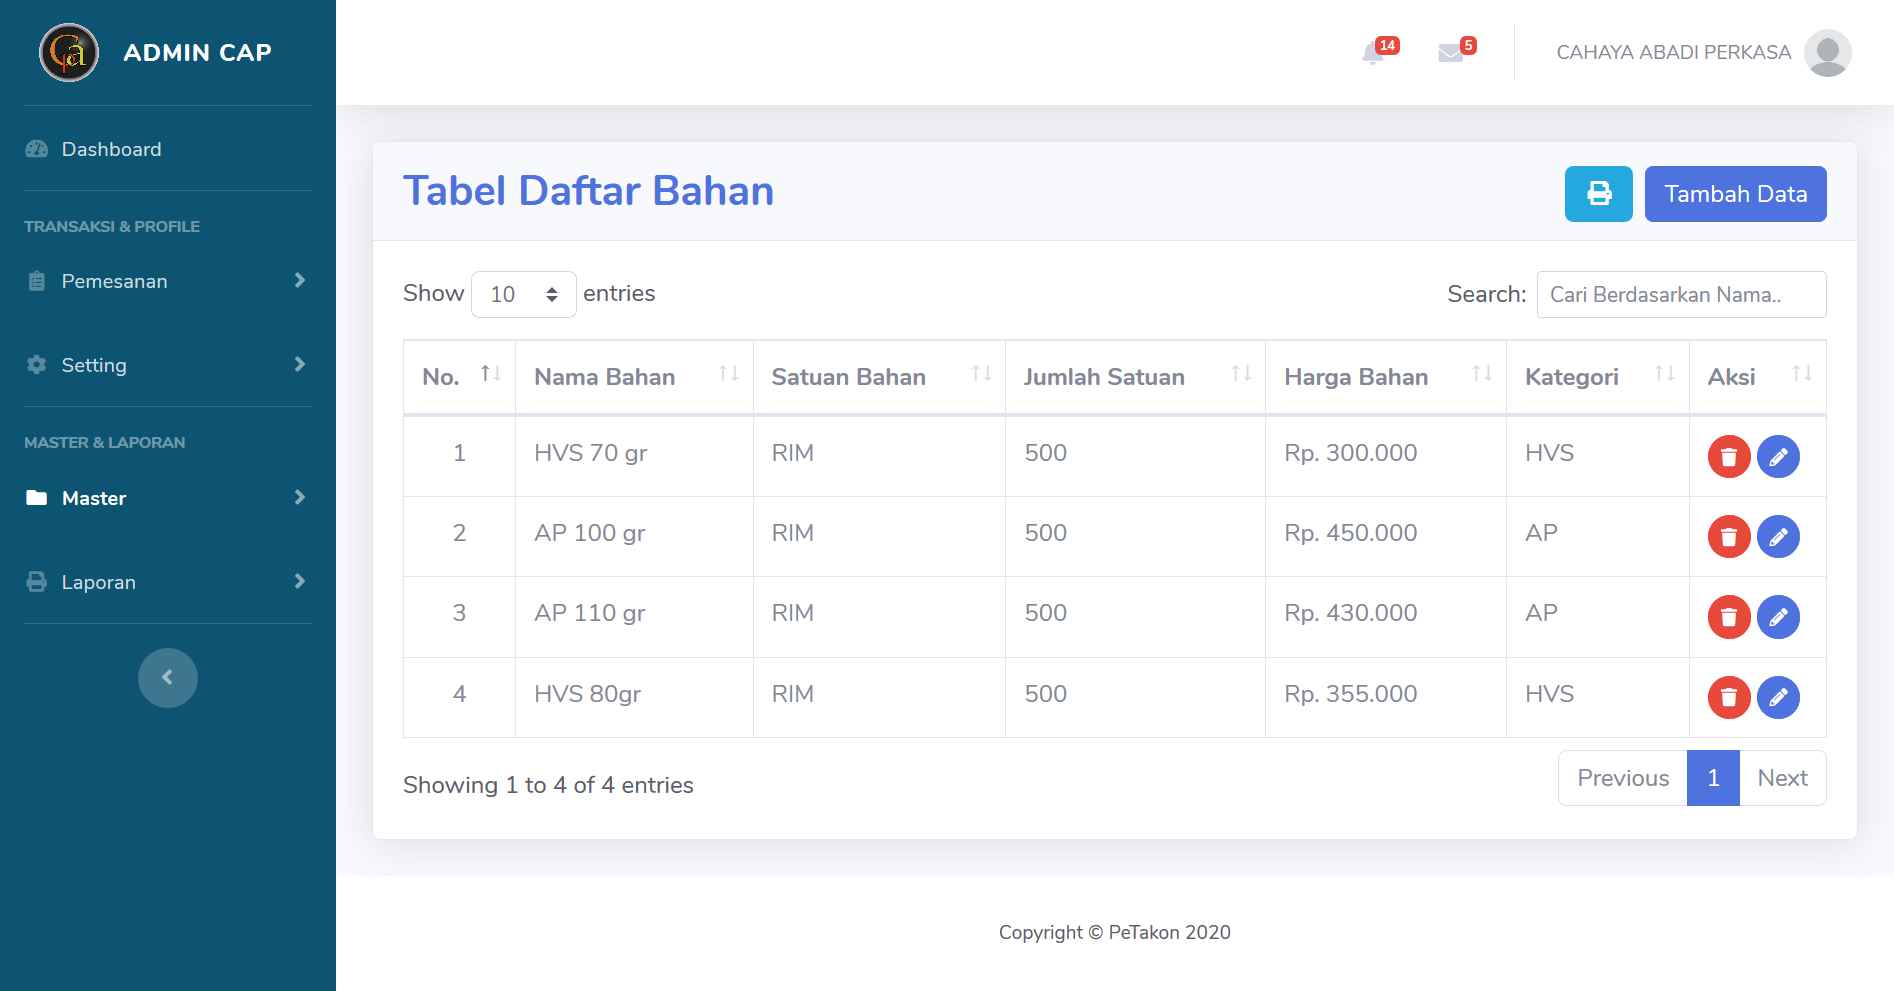 ADMIN CAP
14
5
CAHAYA ABADI PERKASA
Dashboard
TRANSAKSI & PROFILE
Pemesanan
Setting
MASTER & LAPORAN
Master
Laporan
Tabel Daftar Bahan
Tambah Data
Show 10 entries
Search: Cari Berdasarkan Nama..
No. Nama Bahan Satuan Bahan Jumlah Satuan Harga Bahan Kategori Aksi
1 HVS 70 gr RIM 500 Rp. 300.000 HVS
2 AP 100 gr RIM 500 Rp. 450.000 AP
3 AP 110 gr RIM 500 Rp. 430.000 AP
4 HVS 80gr RIM 500 Rp. 355.000 HVS
Showing 1 to 4 of 4 entries
Previous 1 Next
Copyright © PeTakon 2020